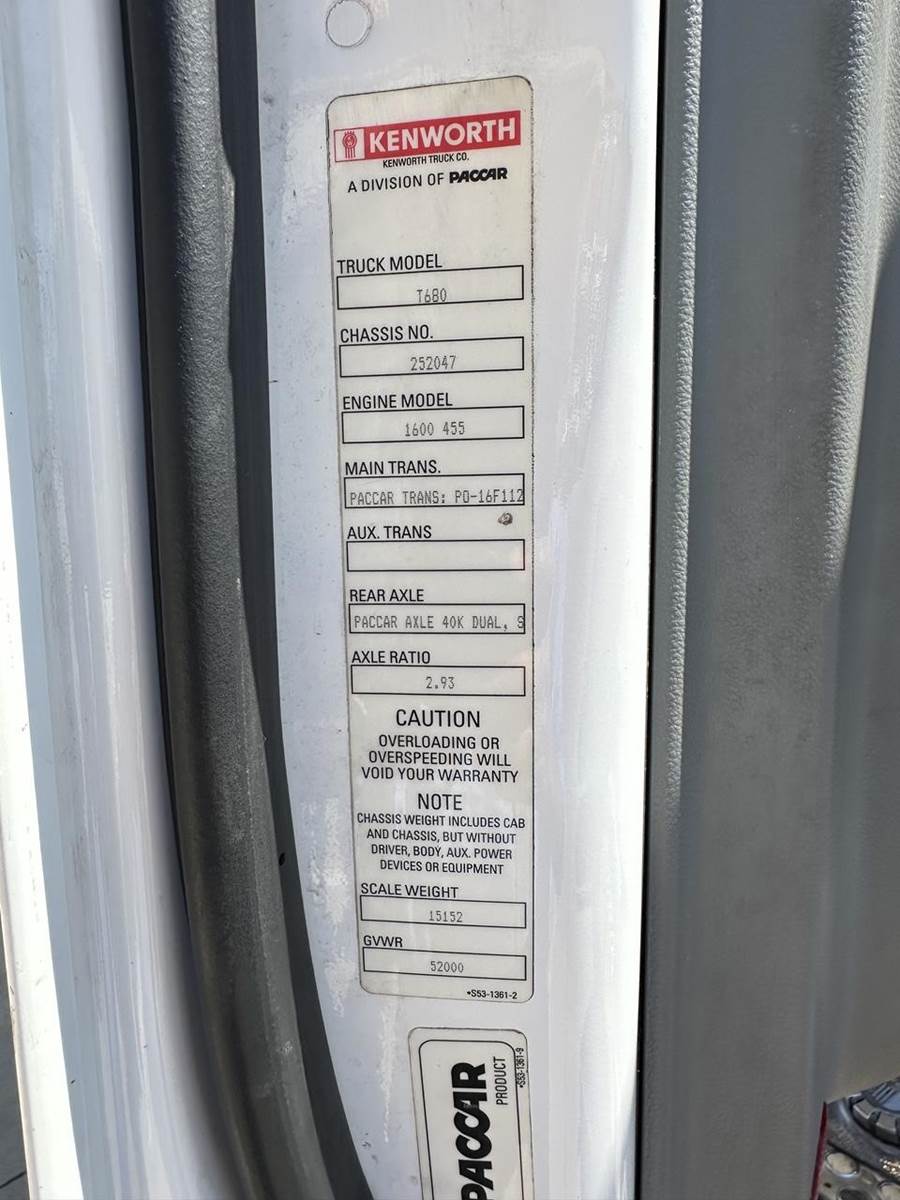 KENWORTH
KENWORTH TRUCK CO.
A DIVISION OF PACCAR
TRUCK MODEL
T680
CHASSIS NO.
252047
ENGINE MODEL
1600 455
MAIN TRANS.
PACCAR TRANS: PO-16F112
AUX. TRANS
REAR AXLE
PACCAR AXLE 40K DUAL, S
AXLE RATIO
2.93
CAUTION
OVERLOADING OR
OVERSPEEDING WILL
VOID YOUR WARRANTY
NOTE
CHASSIS WEIGHT INCLUDES CAB
AND CHASSIS, BUT WITHOUT
DRIVER, BODY, AUX. POWER
DEVICES OR EQUIPMENT
SCALE WEIGHT
15152
GVWR
52000
•S53-1361-2
PACCAR
PRODUCT
•S53-1361-9